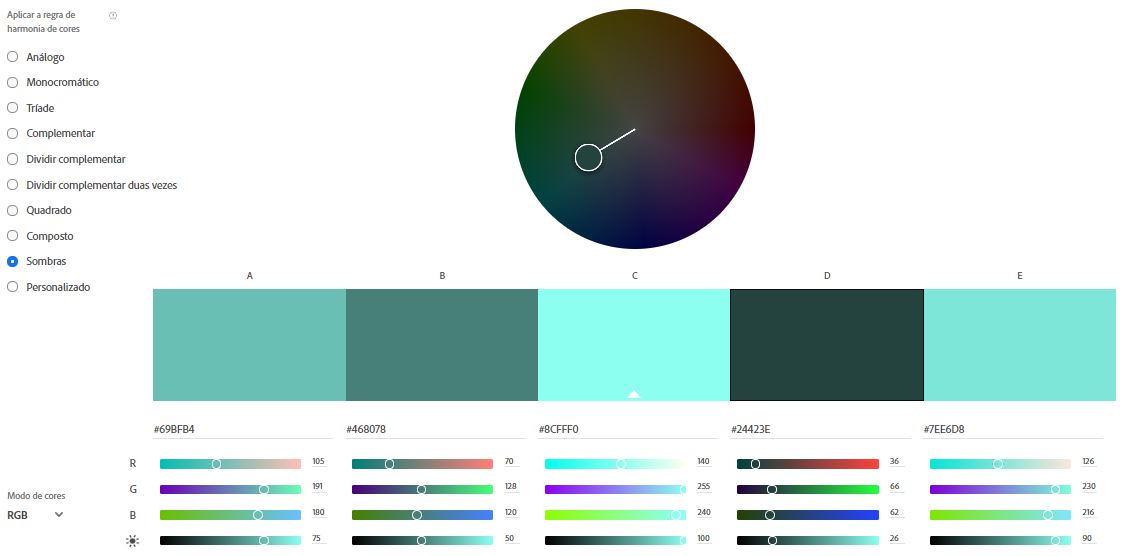 Aplicar a regra de
harmonia de cores
Análogo
Monocromático
Tríade
Complementar
Dividir complementar
Dividir complementar duas vezes
Quadrado
Composto
Sombras
Personalizado
A B C D E
#69BFB4 #468078 #8CFFF0 #24423E #7EE6D8
R 105 70 140 36 126
G 191 128 255 66 230
Modo de cores
RGB
B 180 120 240 62 216
75 50 100 26 90